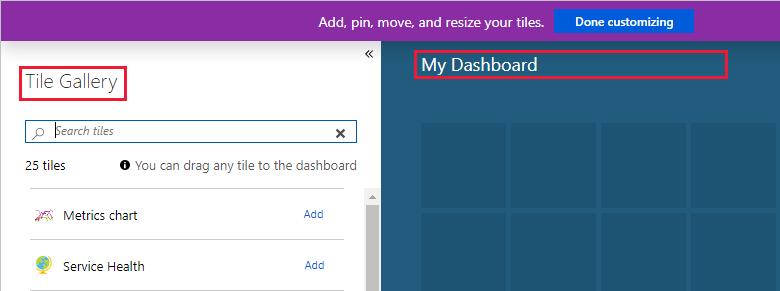 Add, pin, move, and resize your tiles. Done customizing
«
Tile Gallery
Search tiles
25 tiles You can drag any tile to the dashboard
Metrics chart Add
Service Health Add
My Dashboard